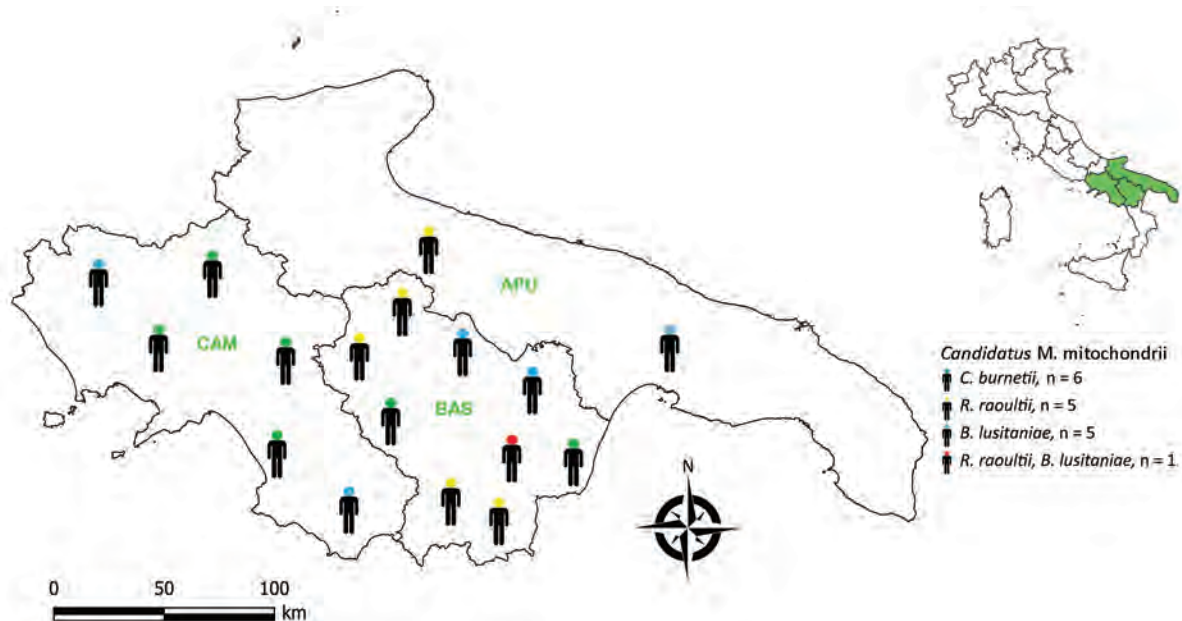 APU
CAM
BAS
Candidatus M. mitochondrii
C. burnetii, n = 6
R. raoultii, n = 5
B. lusitaniae, n = 5
R. raoultii, B. lusitaniae, n = 1
N
0 50 100
km